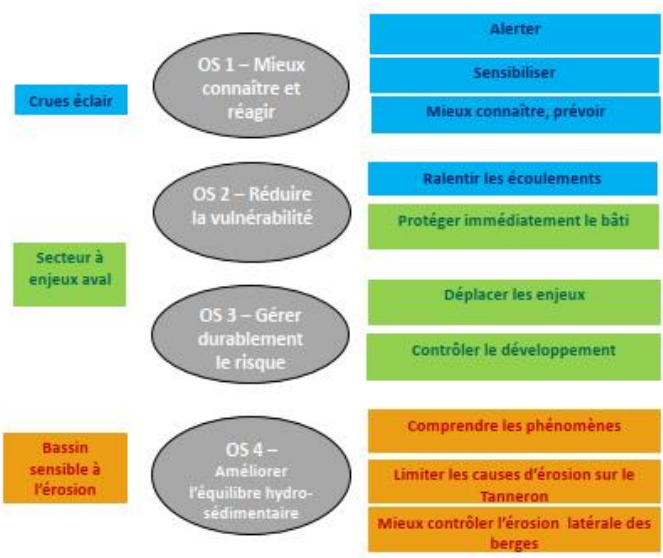 Crues éclair
OS 1 – Mieux
connaître et
réagir
Alerter
Sensibiliser
Mieux connaître, prévoir
OS 2 – Réduire
la vulnérabilité
Ralentir les écoulements
Protéger immédiatement le bâti
Secteur à
enjeux aval
OS 3 – Gérer
durablement
le risque
Déplacer les enjeux
Contrôler le développement
Bassin
sensible à
l'érosion
OS 4 –
Améliorer
l'équilibre hydro-
sédimentaire
Comprendre les phénomènes
Limiter les causes d'érosion sur le
Tanneron
Mieux contrôler l'érosion latérale des
berges